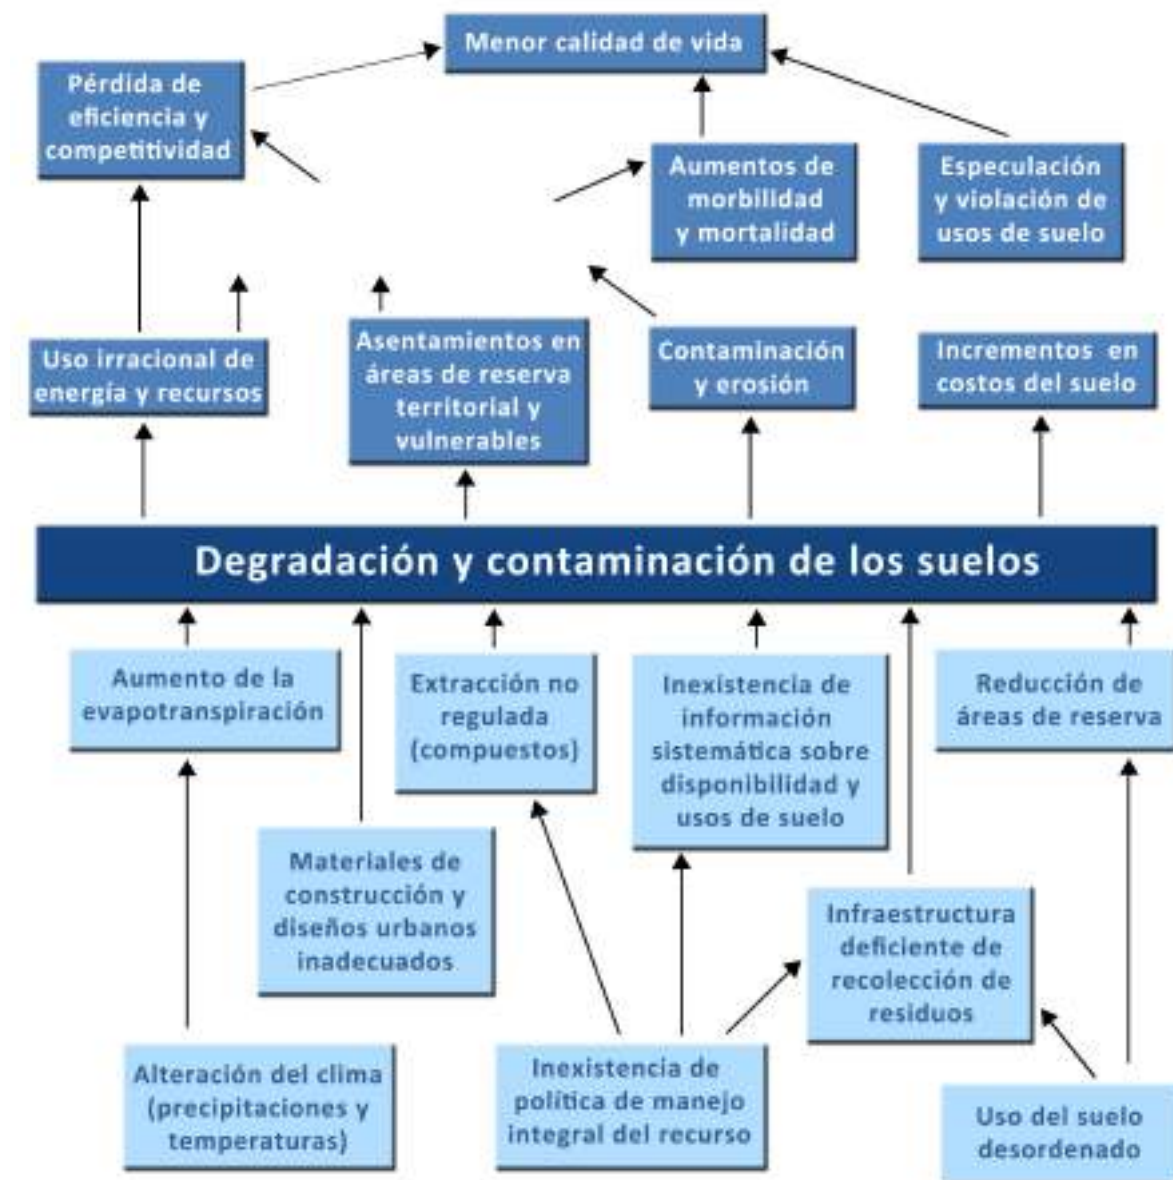 Menor calidad de vida
Pérdida de
eficiencia y
competitividad
Aumentos de
morbilidad
y mortalidad
Especulación
y violación de
usos de suelo
Uso irracional de
energía y recursos
Asentamientos en
áreas de reserva
territorial y
vulnerables
Contaminación
y erosión
Incrementos en
costos del suelo
Degradación y contaminación de los suelos
Aumento de la
evapotranspiración
Extracción no
regulada
(compuestos)
Inexistencia de
información
sistemática sobre
disponibilidad y
usos de suelo
Reducción de
áreas de reserva
Materiales de
construcción y
diseños urbanos
inadecuados
Infraestructura
deficiente de
recolección de
residuos
Alteración del clima
(precipitaciones y
temperaturas)
Inexistencia de
política de manejo
integral del recurso
Uso del suelo
desordenado